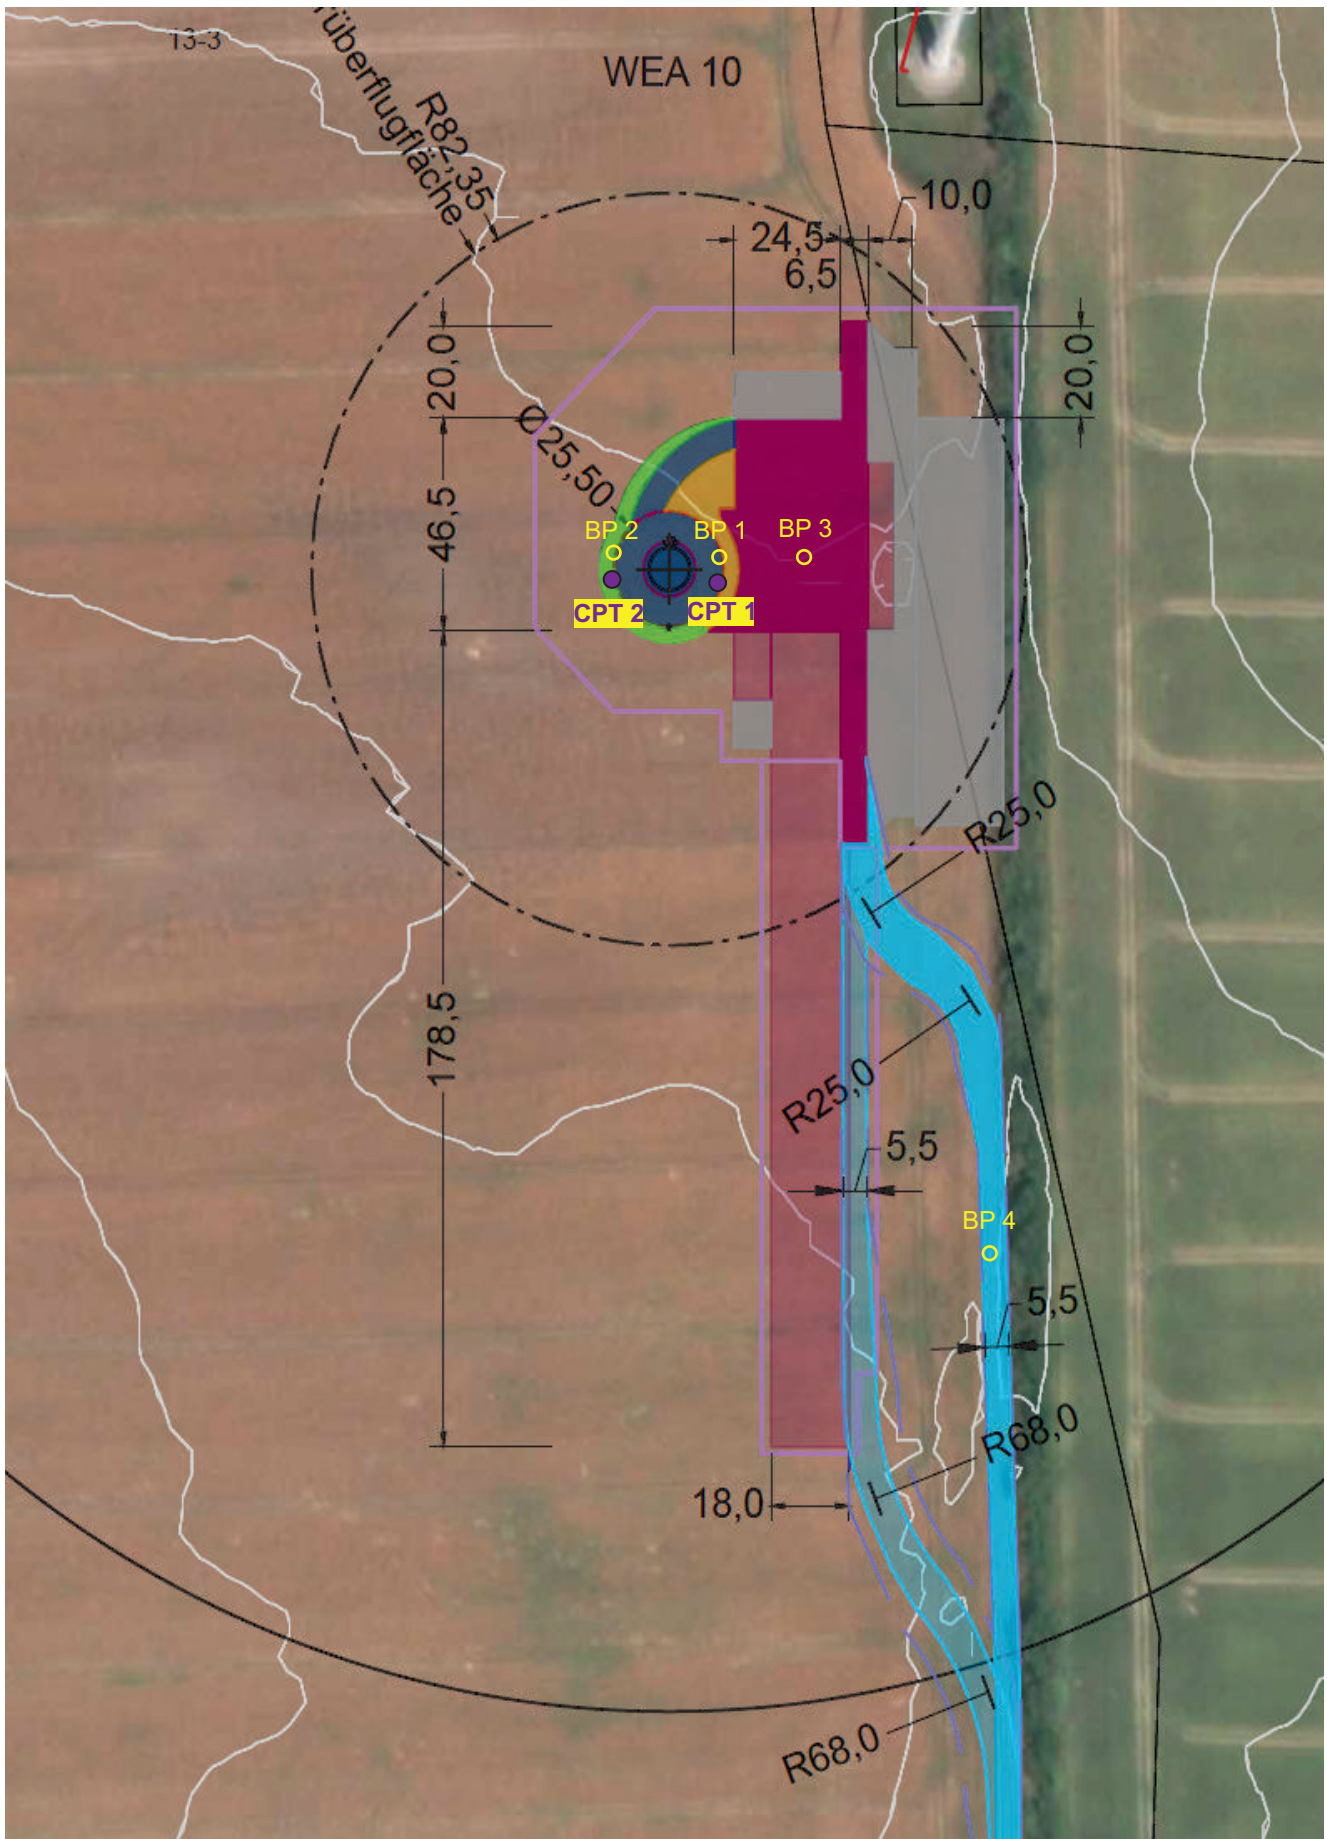 13-3
WEA 10
R82,35
rüberflugfläche
10,0
24,5
6,5
20,0
20,0
Ø25,50
46,5
BP 2
BP 1
BP 3
CPT 2
CPT 1
R25,0
178,5
R25,0
5,5
BP 4
5,5
R68,0
18,0
R68,0